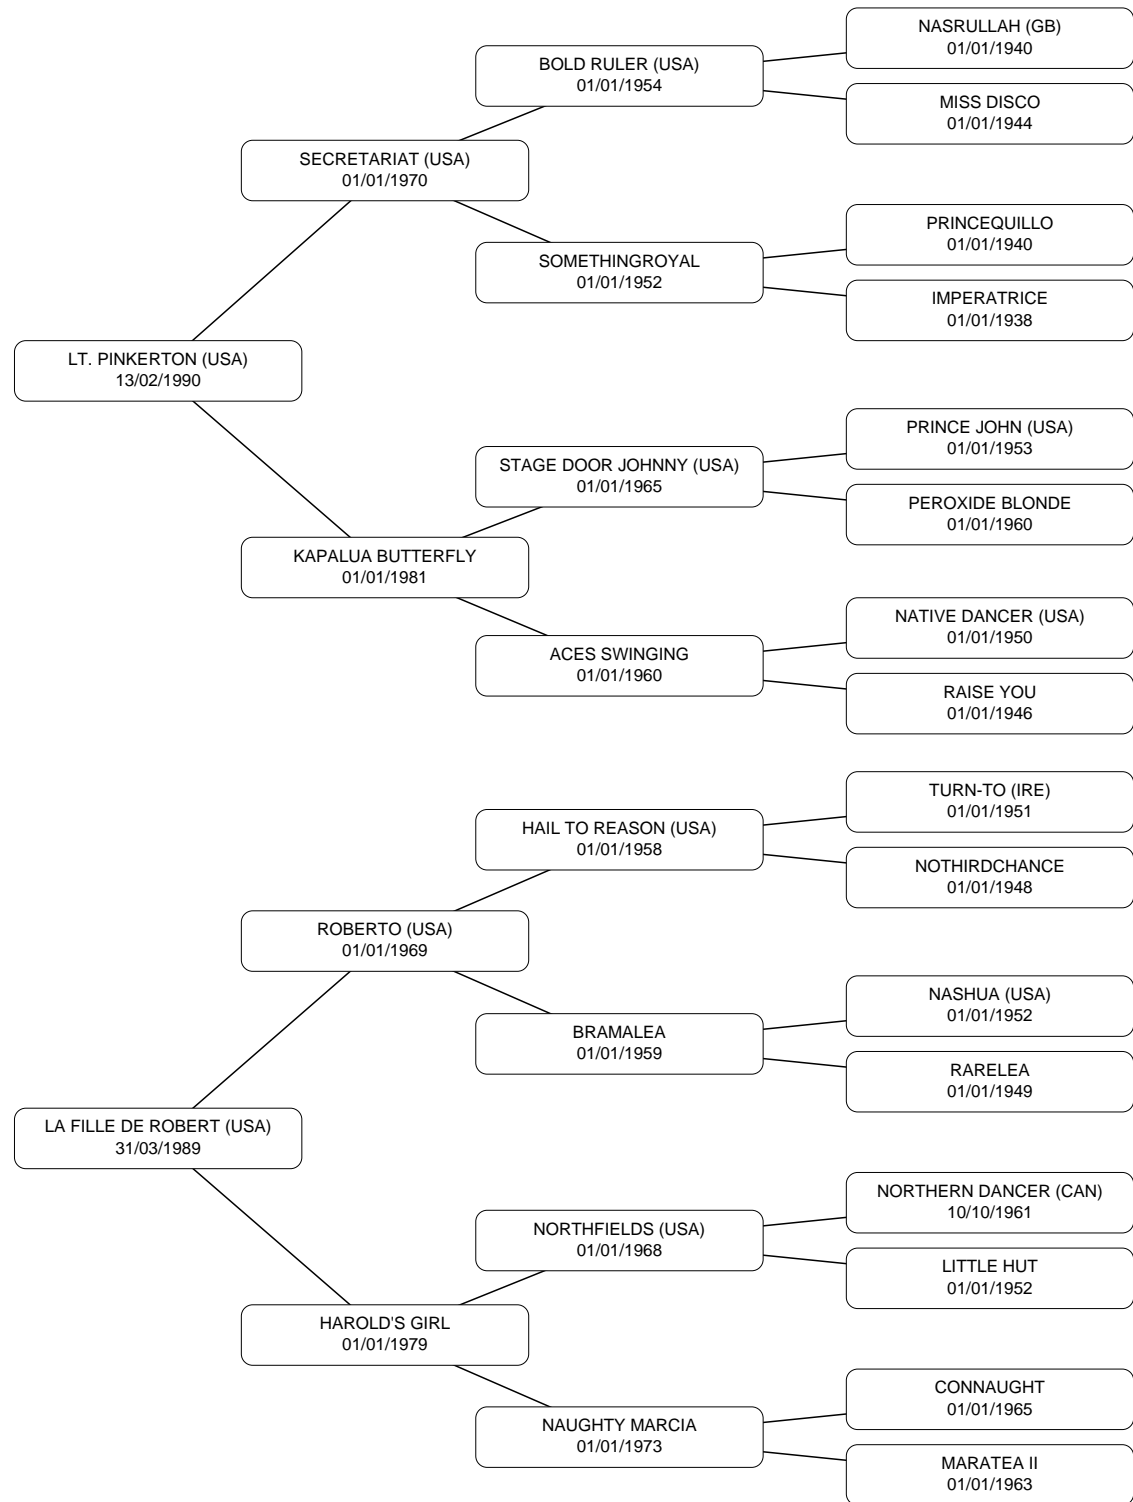 NASRULLAH (GB)
01/01/1940
BOLD RULER (USA)
01/01/1954
MISS DISCO
01/01/1944
SECRETARIAT (USA)
01/01/1970
PRINCEQUILLO
01/01/1940
SOMETHINGROYAL
01/01/1952
IMPERATRICE
01/01/1938
LT. PINKERTON (USA)
13/02/1990
PRINCE JOHN (USA)
01/01/1953
STAGE DOOR JOHNNY (USA)
01/01/1965
PEROXIDE BLONDE
01/01/1960
KAPALUA BUTTERFLY
01/01/1981
NATIVE DANCER (USA)
01/01/1950
ACES SWINGING
01/01/1960
RAISE YOU
01/01/1946
TURN-TO (IRE)
01/01/1951
HAIL TO REASON (USA)
01/01/1958
NOTHIRDCHANCE
01/01/1948
ROBERTO (USA)
01/01/1969
NASHUA (USA)
01/01/1952
BRAMALEA
01/01/1959
RARELEA
01/01/1949
LA FILLE DE ROBERT (USA)
31/03/1989
NORTHERN DANCER (CAN)
10/10/1961
NORTHFIELDS (USA)
01/01/1968
LITTLE HUT
01/01/1952
HAROLD'S GIRL
01/01/1979
CONNAUGHT
01/01/1965
NAUGHTY MARCIA
01/01/1973
MARATEA II
01/01/1963